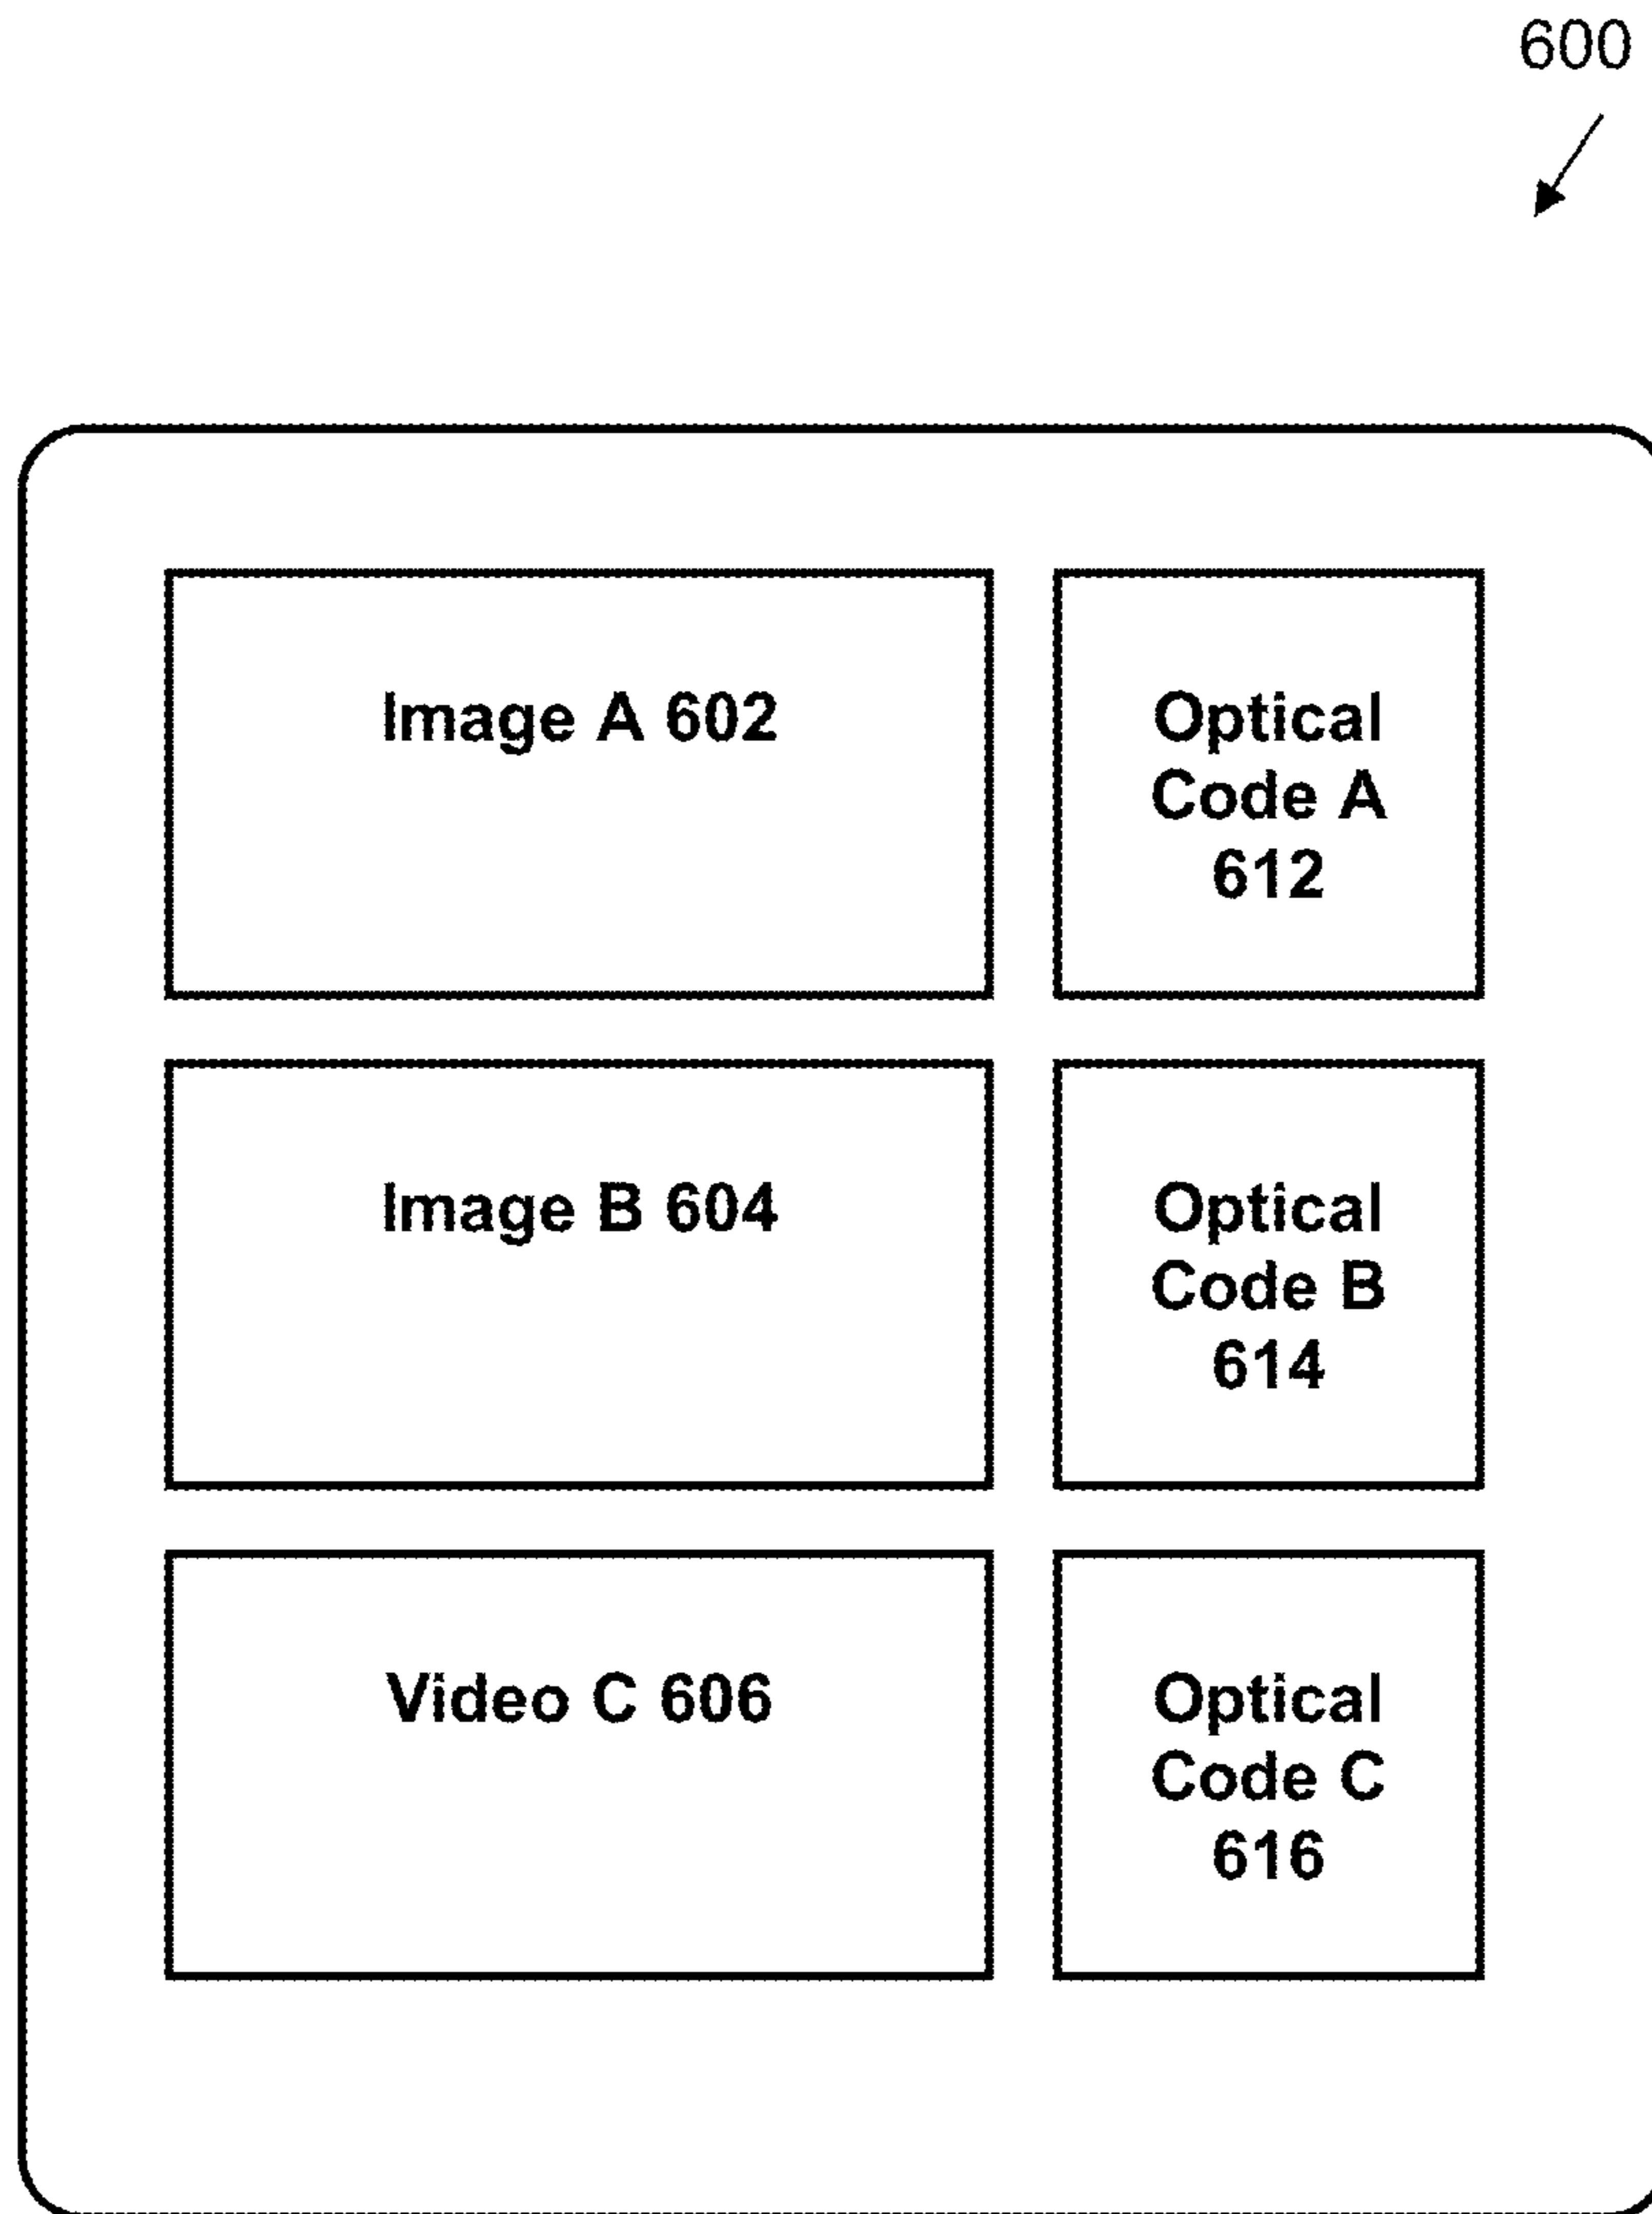 600
Image A 602
Optical
Code A
612
Image B 604
Optical
Code B
614
Video C 606
Optical
Code C
616